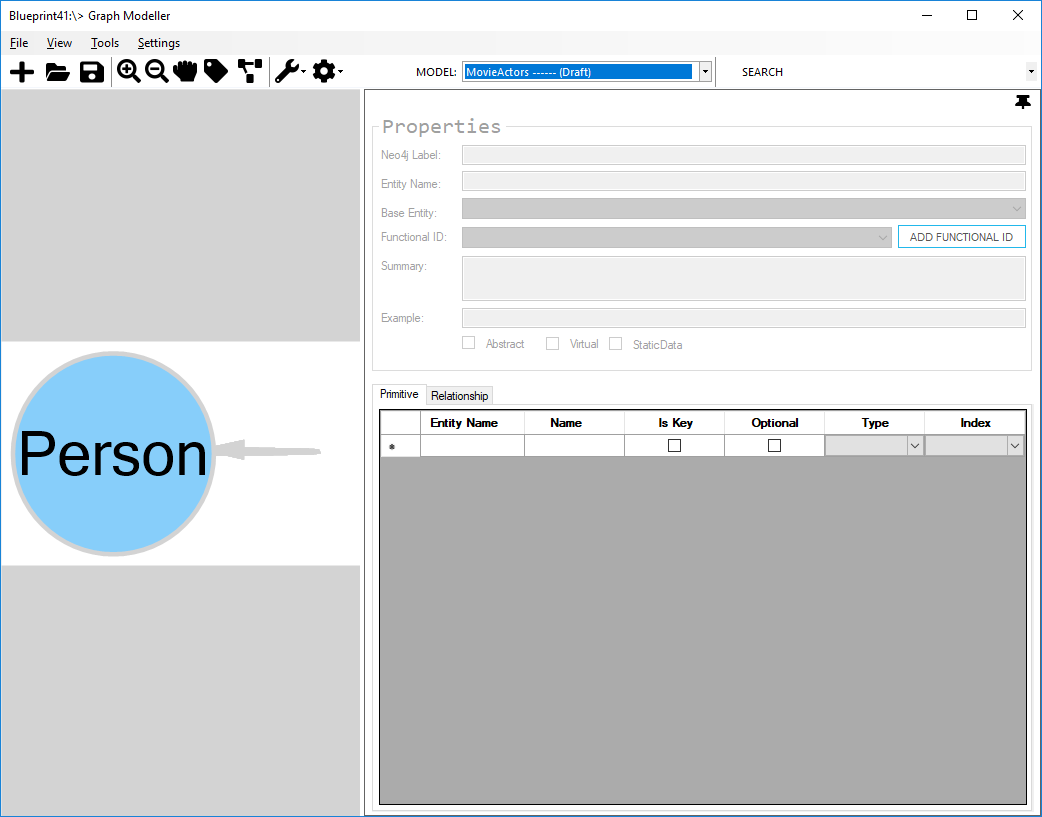 Blueprint41:\> Graph Modeller
File View Tools Settings
MODEL: MovieActors ------ (Draft) SEARCH
Person
Properties
Neo4j Label:
Entity Name:
Base Entity:
Functional ID: ADD FUNCTIONAL ID
Summary:
Example:
Abstract Virtual StaticData
Primitive Relationship
Entity Name Name Is Key Optional Type Index
*